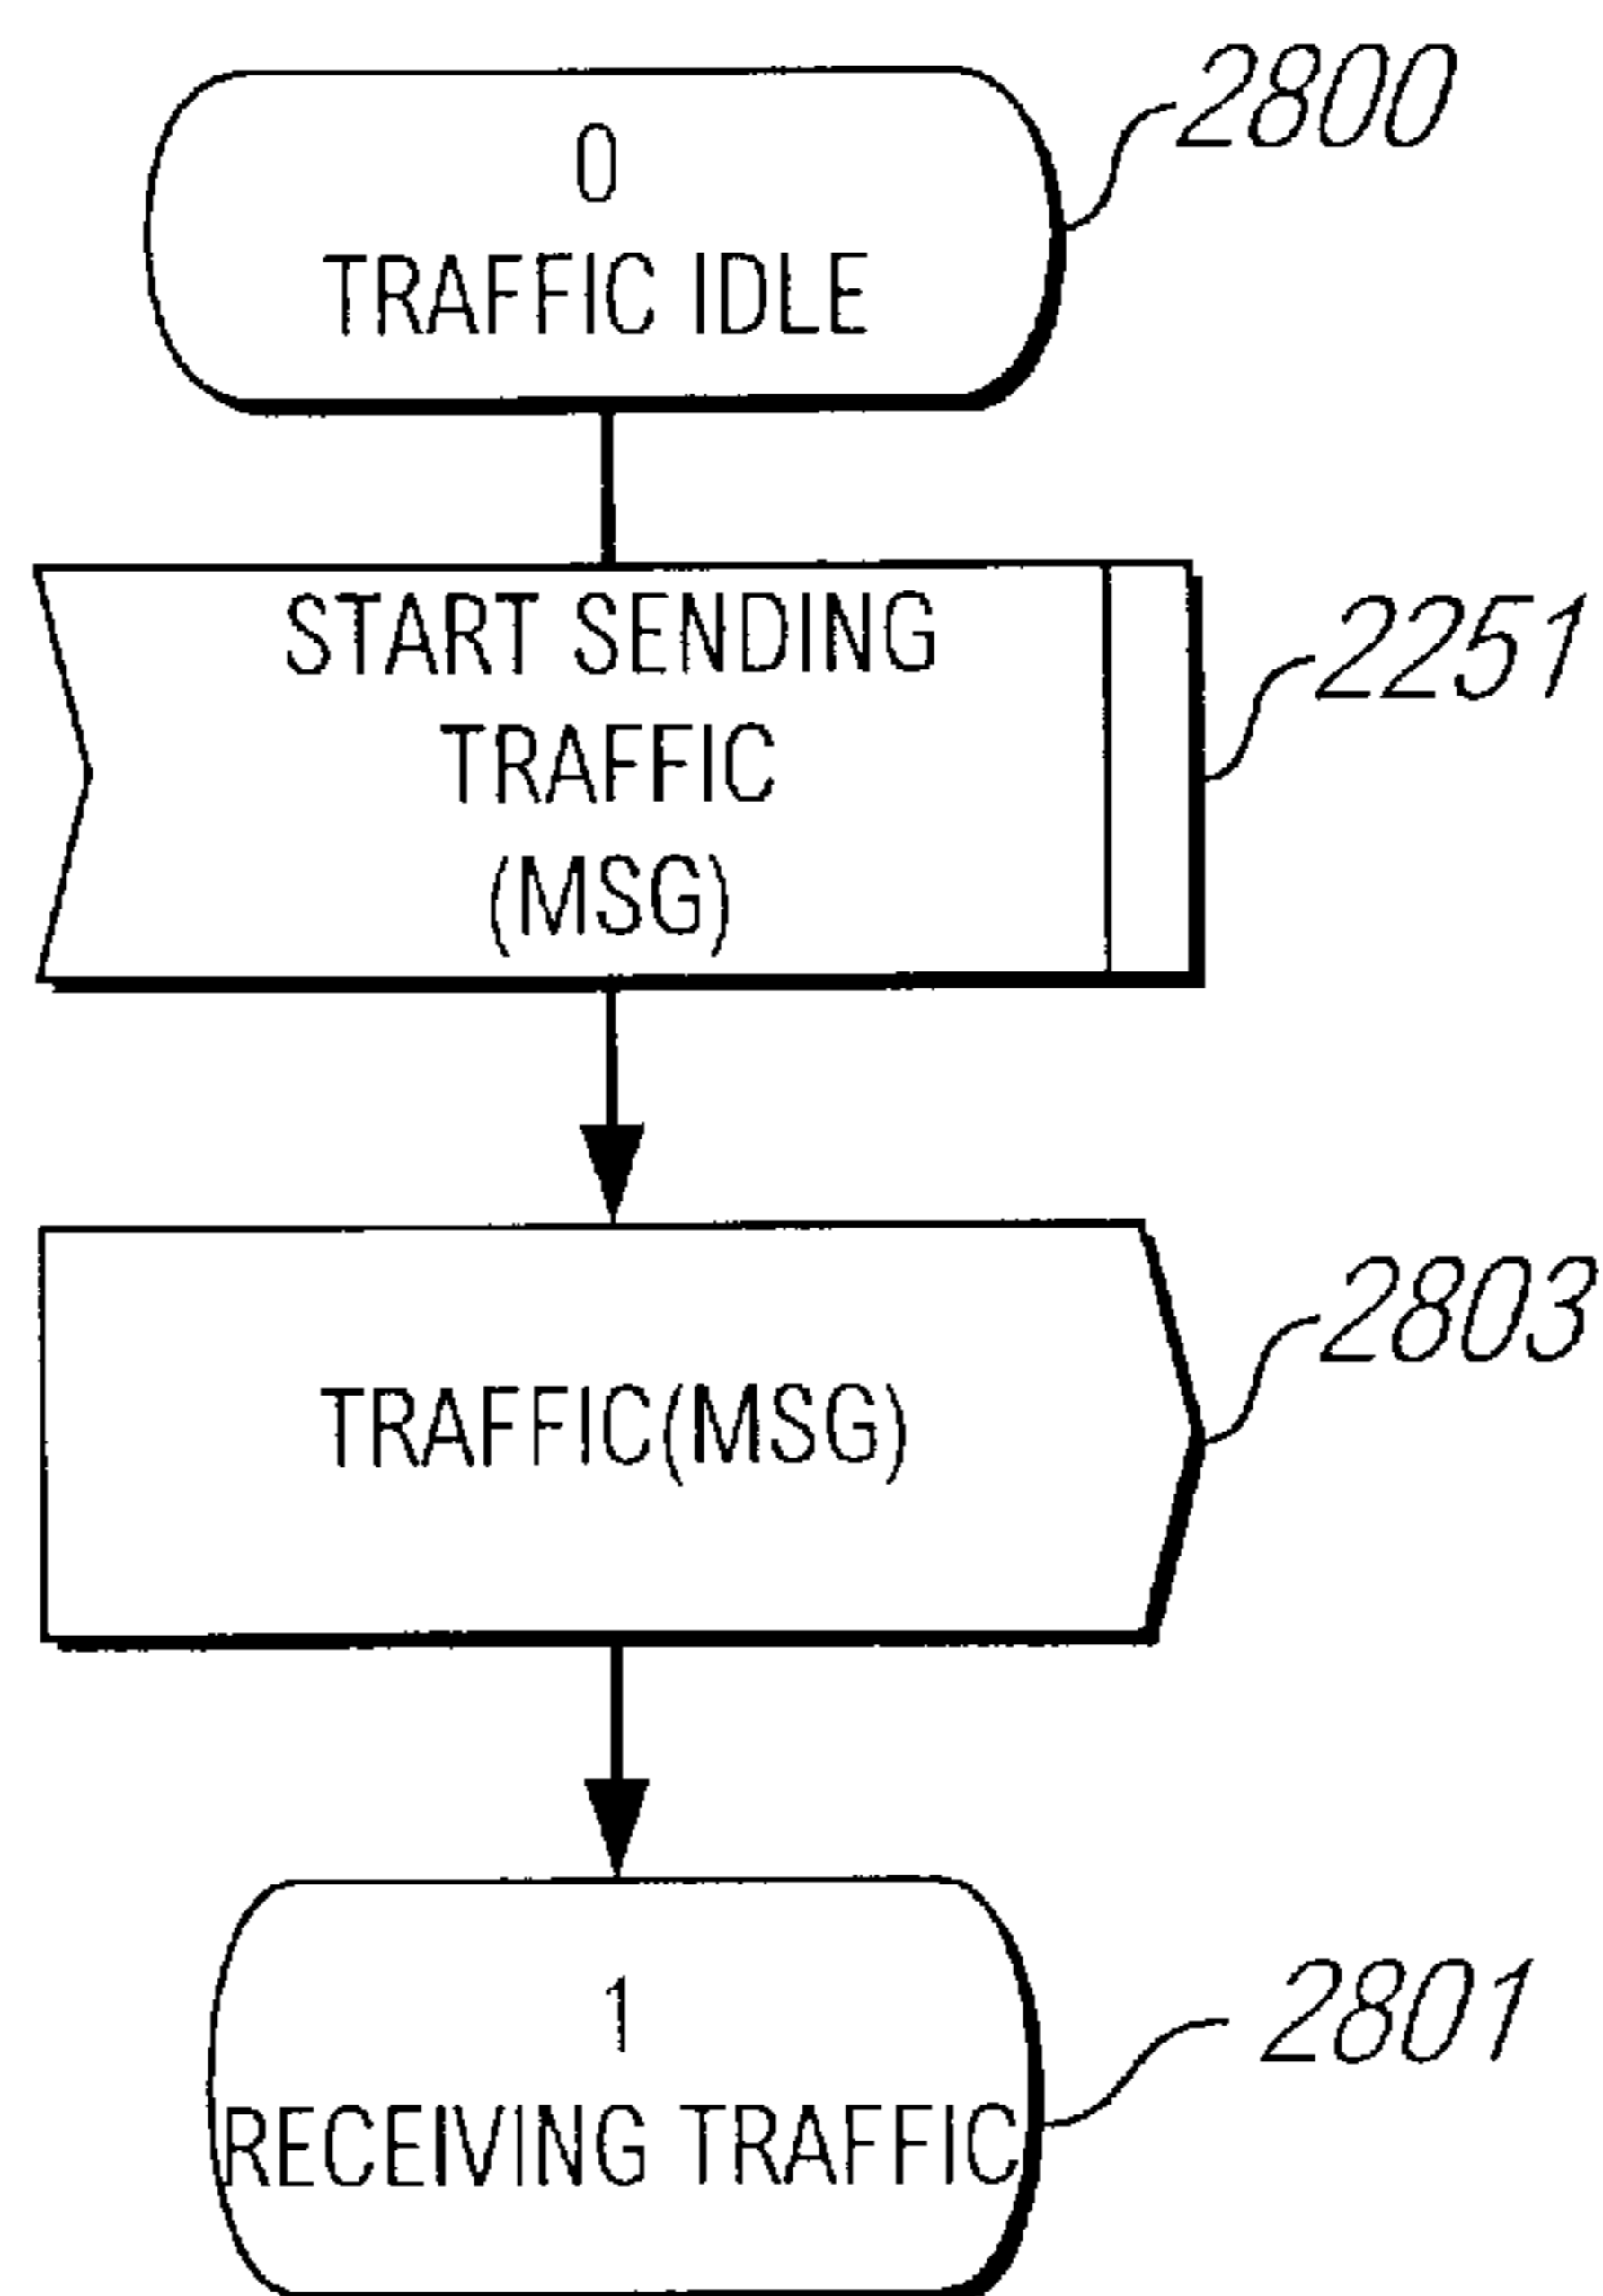 0
TRAFFIC IDLE
2800
START SENDING
TRAFFIC
(MSG)
2251
TRAFFIC(MSG)
2803
1
RECEIVING TRAFFIC
2801